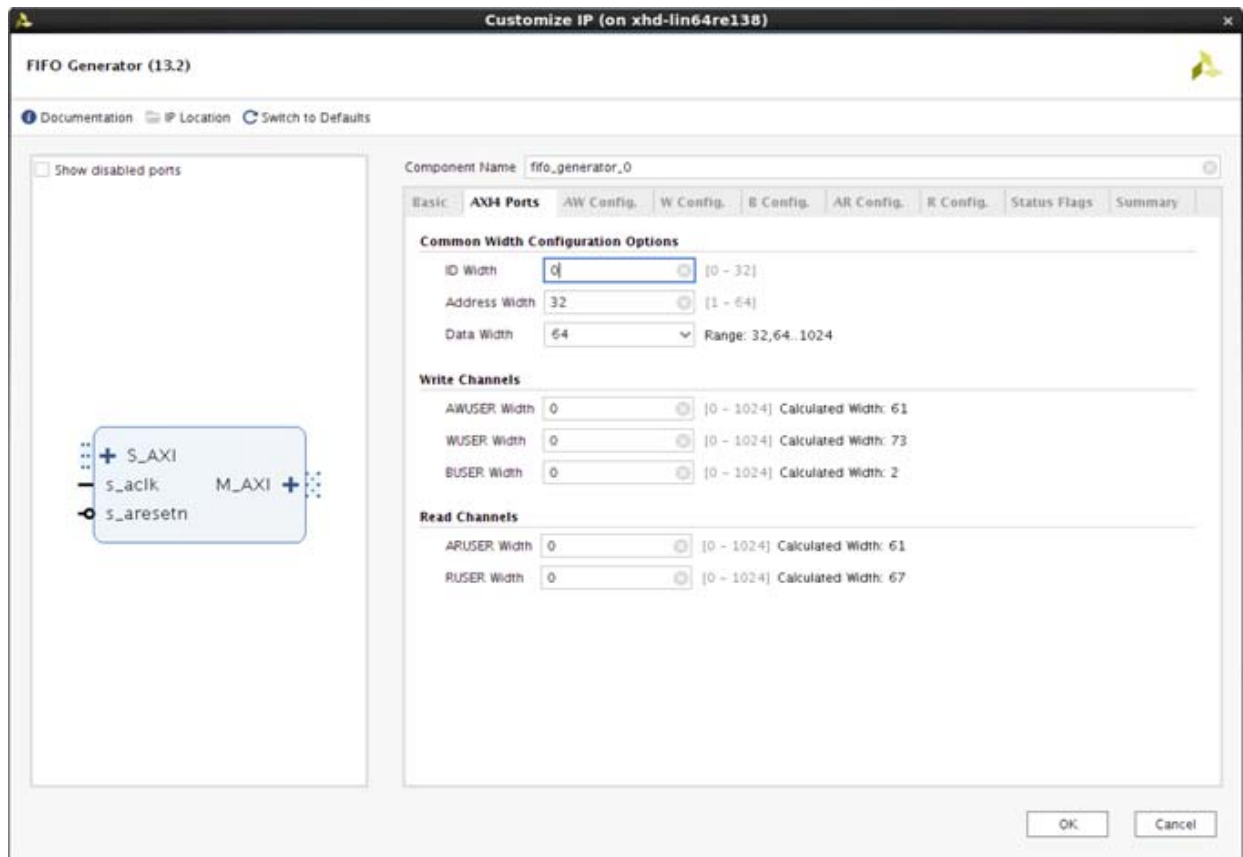 Customize IP (on xhd-lin64re138)
FIFO Generator (13.2)
Documentation IP Location Switch to Defaults
Show disabled ports
S_AXI
s_aclk M_AXI
s_aresetn
Component Name fifo_generator_0
Basic AXI4 Ports AW Config. W Config. B Config. AR Config. R Config. Status Flags Summary
Common Width Configuration Options
ID Width 0 [0 - 32]
Address Width 32 [1 - 64]
Data Width 64 Range: 32,64..1024
Write Channels
AWUSER Width 0 [0 - 1024] Calculated Width: 61
WUSER Width 0 [0 - 1024] Calculated Width: 73
BUSER Width 0 [0 - 1024] Calculated Width: 2
Read Channels
ARUSER Width 0 [0 - 1024] Calculated Width: 61
RUSER Width 0 [0 - 1024] Calculated Width: 67
OK Cancel